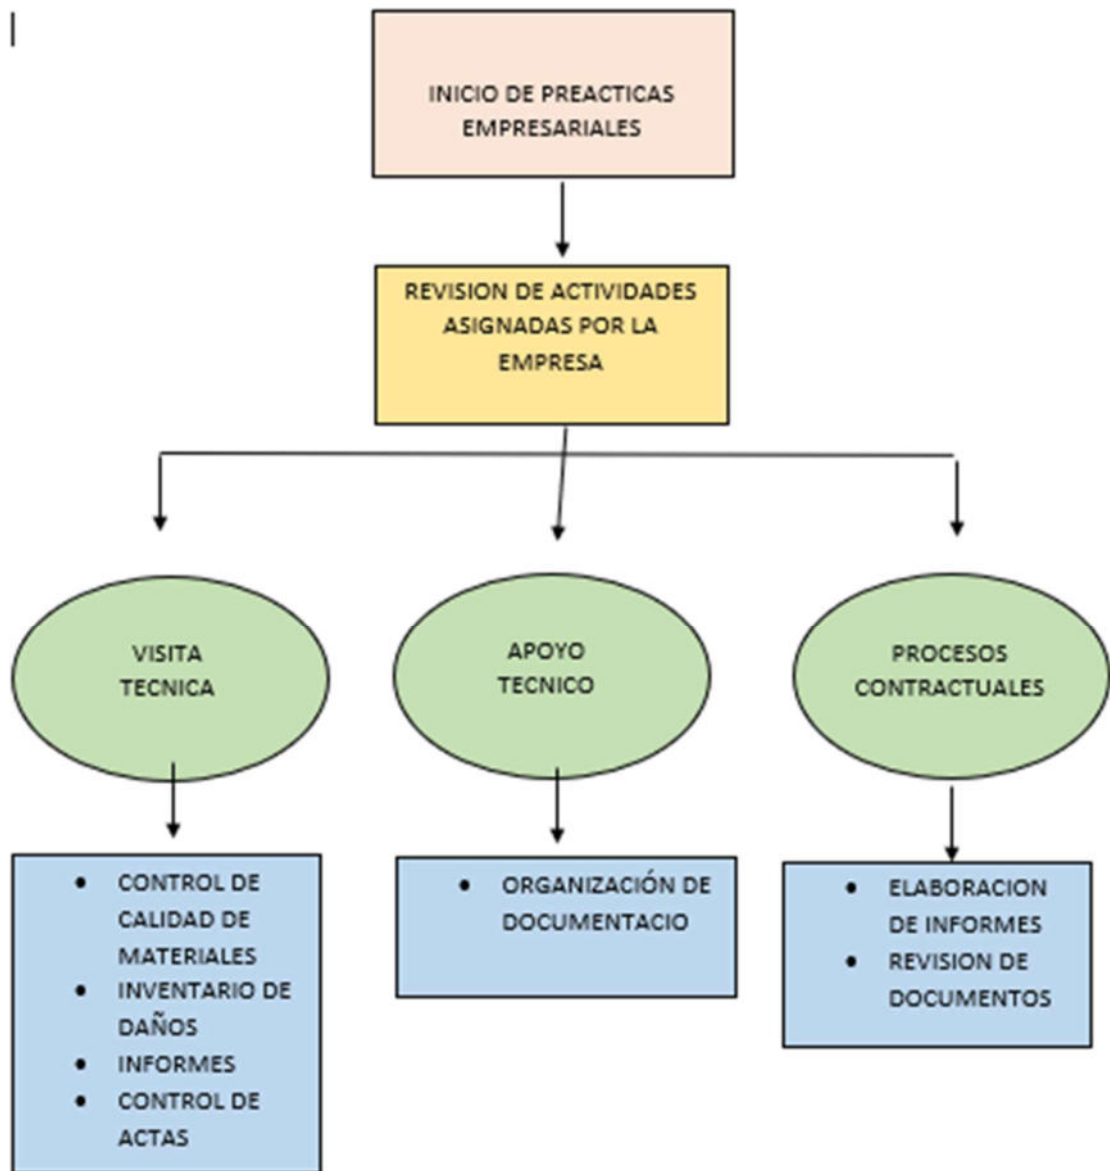 INICIO DE PREACTICAS
EMPRESARIALES
REVISION DE ACTIVIDADES
ASIGNADAS POR LA
EMPRESA
VISITA
TECNICA
APOYO
TECNICO
PROCESOS
CONTRACTUALES
• CONTROL DE
CALIDAD DE
MATERIALES
• INVENTARIO DE
DAÑOS
• INFORMES
• CONTROL DE
ACTAS
• ORGANIZACIÓN DE
DOCUMENTACIO
• ELABORACION
DE INFORMES
• REVISION DE
DOCUMENTOS